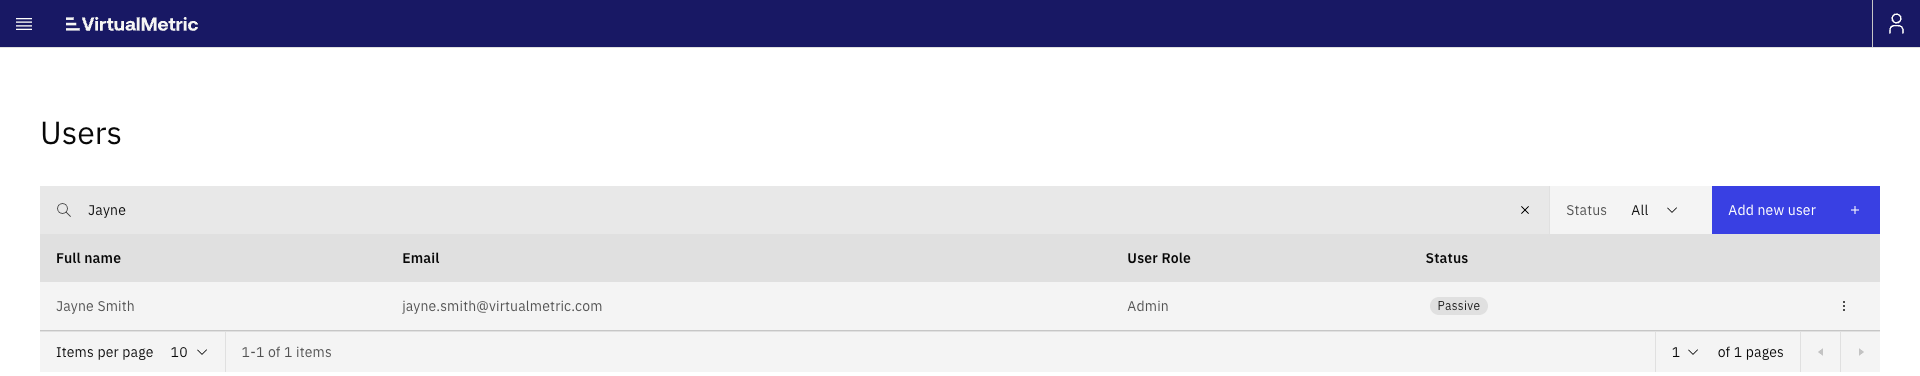 VirtualMetric
Users
Jayne
Status All
Add new user +
Full name Email User Role Status
Jayne Smith jayne.smith@virtualmetric.com Admin Passive
Items per page 10 1-1 of 1 items 1 of 1 pages